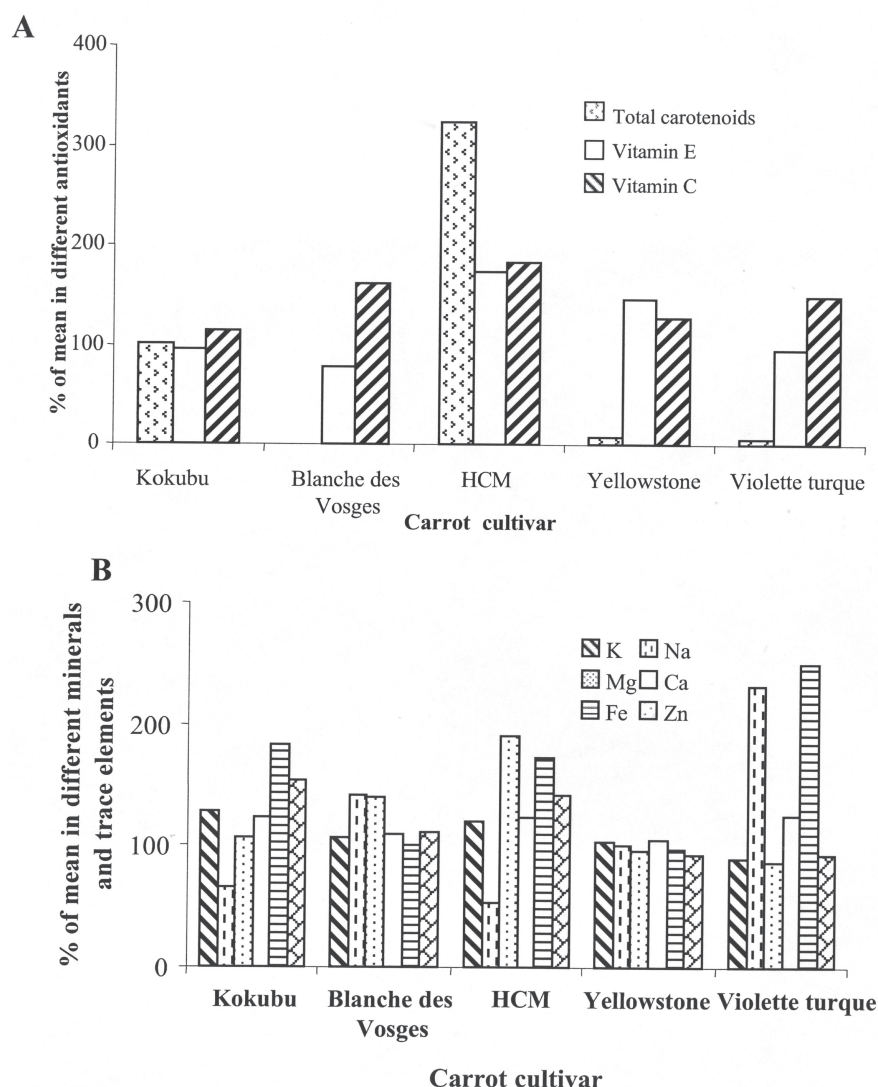 A
% of mean in different antioxidants
400
300
200
100
0
Total carotenoids
Vitamin E
Vitamin C
Kokubu
Blanche des
Vosges
HCM
Yellowstone
Violette turque
Carrot cultivar
B
% of mean in different minerals
and trace elements
300
200
100
0
K Na
Mg Ca
Fe Zn
Kokubu
Blanche des
Vosges
HCM
Yellowstone
Violette turque
Carrot cultivar